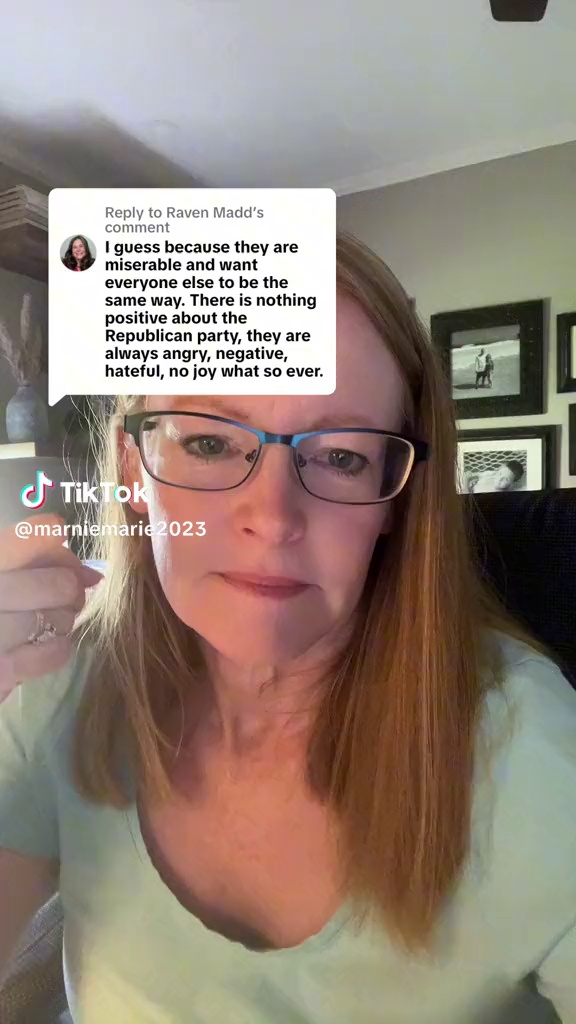 Reply to Raven Madd's
comment
I guess because they are
miserable and want
everyone else to be the
same way. There is nothing
positive about the
Republican party, they are
always angry, negative,
hateful, no joy what so ever.
TikTok
@marniemarie2023